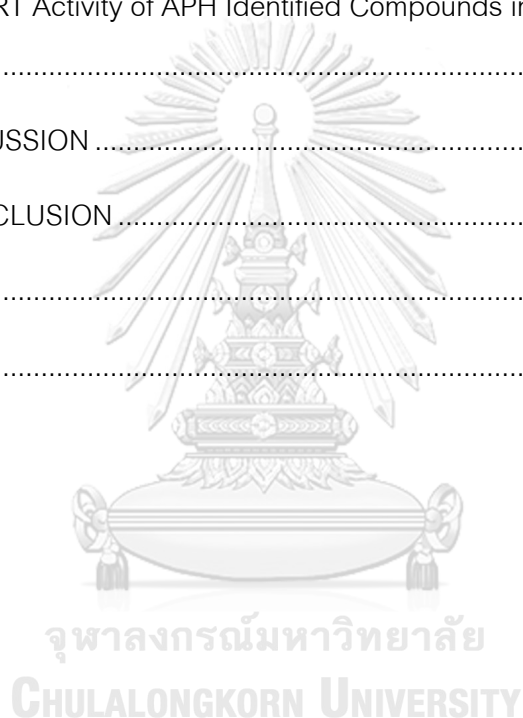 RT Activity of APH Identified Compounds in
................................................................................
USSION ................................................................
CLUSION ............................................................
................................................................................
................................................................................
จุฬาลงกรณ์มหาวิทยาลัย
CHULALONGKORN UNIVERSITY